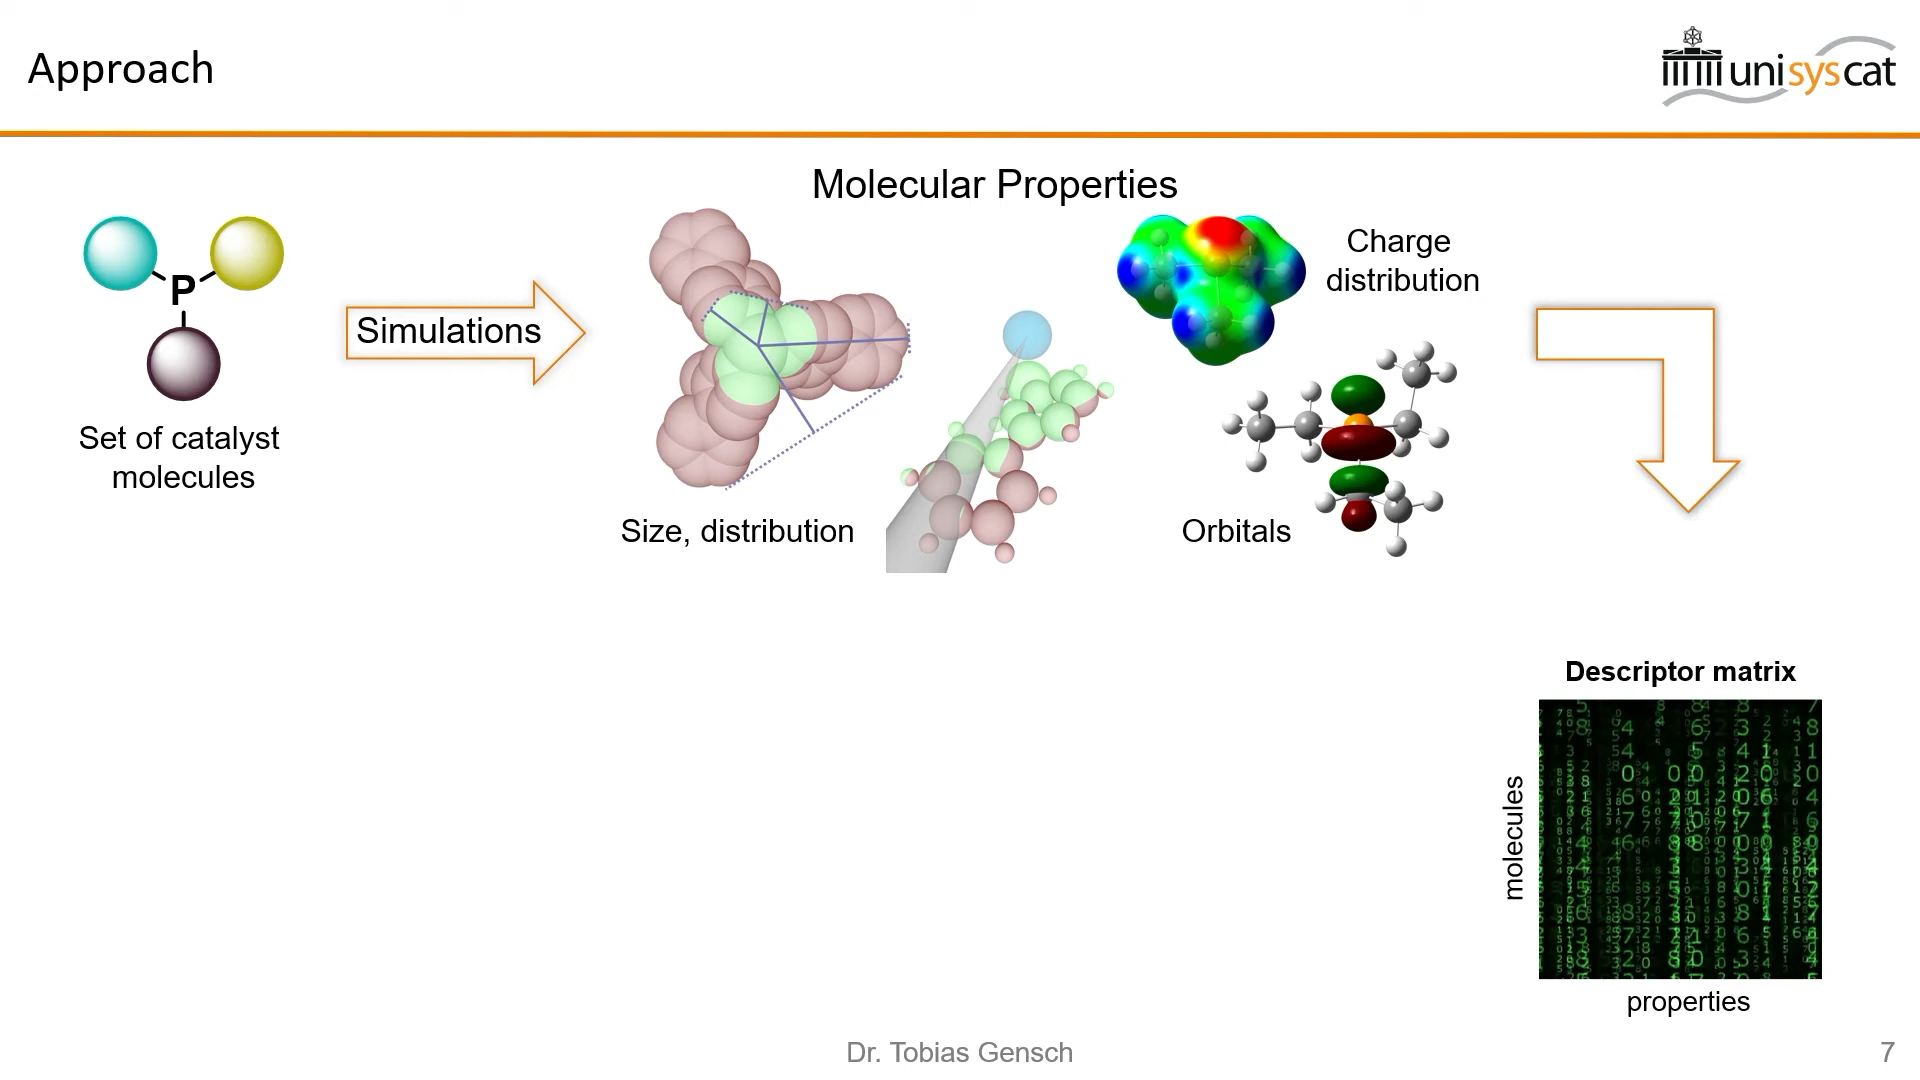 Approach
unisyscat
Molecular Properties
P
Set of catalyst
molecules
Simulations
Size, distribution
Charge
distribution
Orbitals
Descriptor matrix
molecules
properties
Dr. Tobias Gensch
7